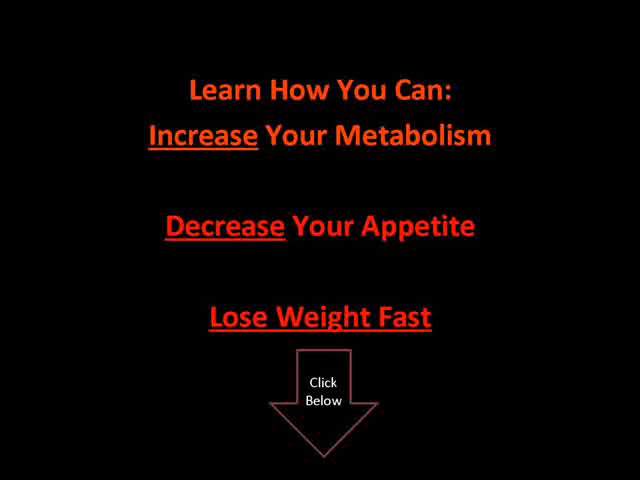 Learn How You Can:
Increase Your Metabolism
Decrease Your Appetite
Lose Weight Fast
Click
Below